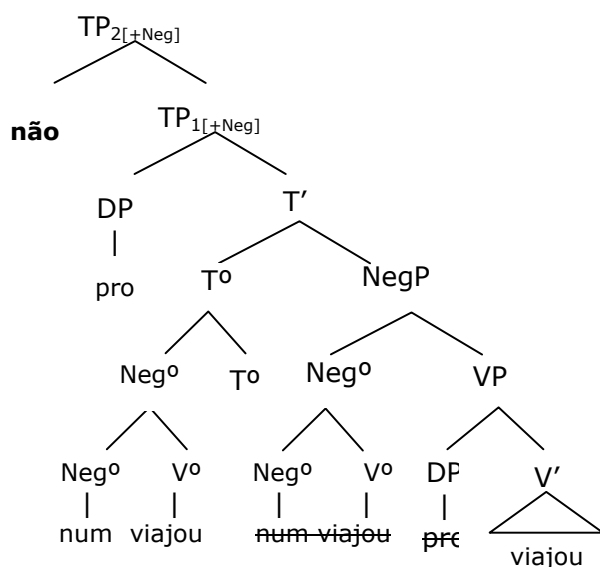 TP2[+Neg]
não TP1[+Neg]
DP T’
pro Tº NegP
Negº Tº Negº VP
Negº Vº Negº Vº DP V’
num viajou num viajou pro
viajou